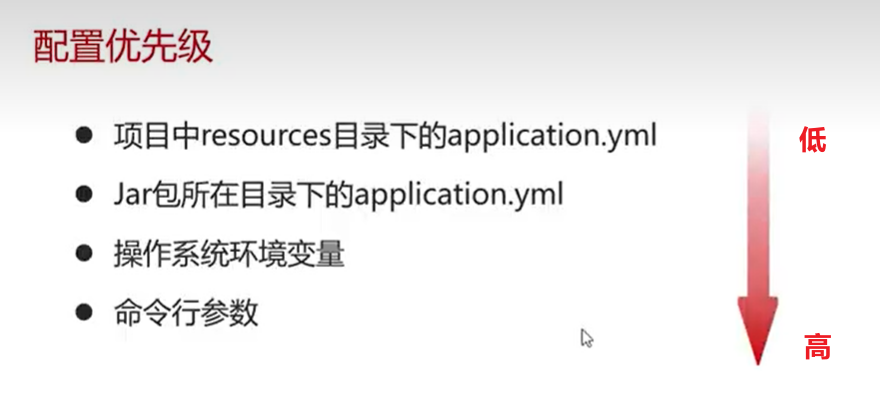 配置优先级
● 项目中resources目录下的application.yml
低
● Jar包所在目录下的application.yml
● 操作系统环境变量
● 命令行参数
高